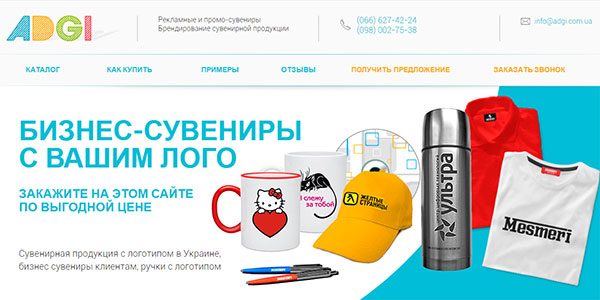 ADGI
Рекламные и промо-сувениры
Брендирование сувенирной продукции
(066) 627-42-24
(098) 002-75-38
info@adgi.com.ua
КАТАЛОГ
КАК КУПИТЬ
ПРИМЕРЫ
ОТЗЫВЫ
ПОЛУЧИТЬ ПРЕДЛОЖЕНИЕ
ЗАКАЗАТЬ ЗВОНОК
БИЗНЕС-СУВЕНИРЫ
С ВАШИМ ЛОГО
ЗАКАЖИТЕ НА ЭТОМ САЙТЕ
ПО ВЫГОДНОЙ ЦЕНЕ
Сувенирная продукция с логотипом в Украине,
бизнес сувениры клиентам, ручки с логотипом
Я слежу
за тобой
ЖЕЛТЫЕ
СТРАНИЦЫ
ультра
Mesmeri